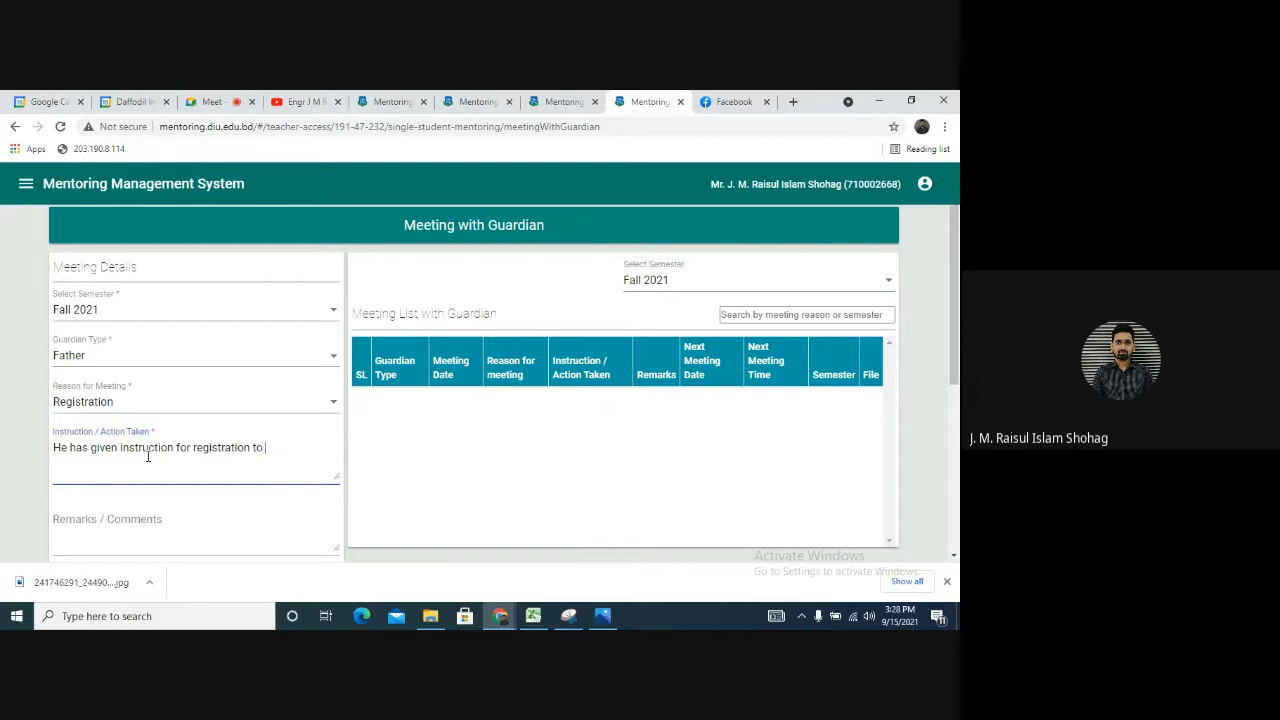 Google Ca
Daffodil In
Meet -
Engr J M R
Mentoring
Mentoring
Mentoring
Mentoring
Facebook
Not secure
mentoring.diu.edu.bd/#/teacher-access/191-47-232/single-student-mentoring/meetingWithGuardian
Apps
203.190.8.114
Reading list
Mentoring Management System
Mr. J. M. Raisul Islam Shohag (710002668)
Meeting with Guardian
Meeting Details
Select Semester *
Fall 2021
Guardian Type *
Father
Reason for Meeting *
Registration
Instruction / Action Taken *
He has given instruction for registration to
Remarks / Comments
Select Semester
Fall 2021
Meeting List with Guardian
Search by meeting reason or semester
SL
Guardian
Type
Meeting
Date
Reason for
meeting
Instruction /
Action Taken
Remarks
Next
Meeting
Date
Next
Meeting
Time
Semester
File
J. M. Raisul Islam Shohag
Activate Windows
Go to Settings to activate Windows.
241746291_24490....jpg
Show all
Type here to search
3:28 PM
9/15/2021
11